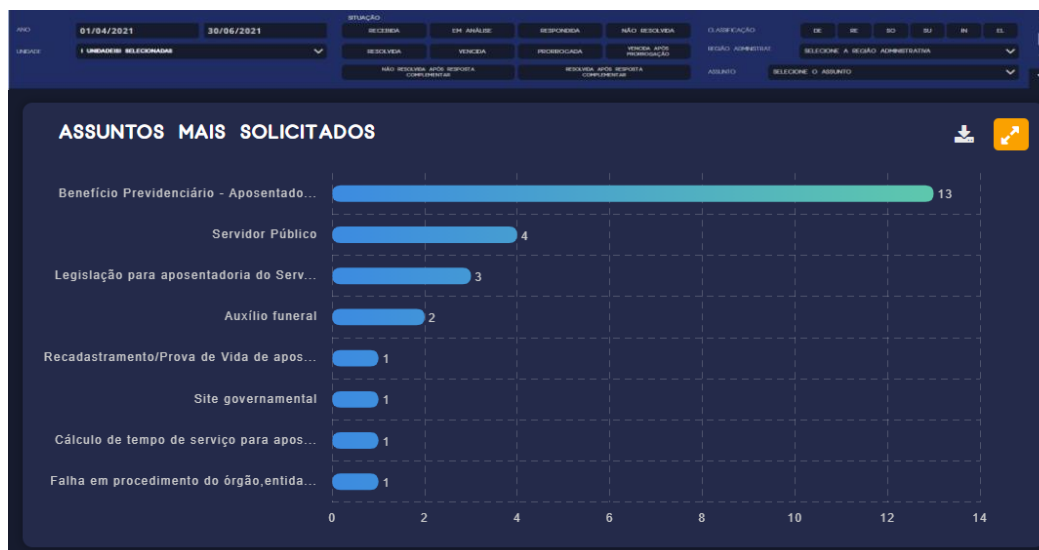 SITUAÇÃO
ANO 01/04/2021 30/06/2021 RECEBIDA EM ANÁLISE RESPONDIDA NÃO RESOLVIDA CLASSIFICAÇÃO DE RE SO SU IN EL
UNIDADE 1 UNIDADE(S) SELECIONADAS RESOLVIDA VENCIDA PRORROGADA VENCIDA APÓS PRORROGAÇÃO REGIÃO ADMINISTRAT. SELECIONE A REGIÃO ADMINISTRATIVA
NÃO RESOLVIDA APÓS RESPOSTA COMPLEMENTAR RESOLVIDA APÓS RESPOSTA COMPLEMENTAR ASSUNTO SELECIONE O ASSUNTO
ASSUNTOS MAIS SOLICITADOS
Benefício Previdenciário - Aposentado... 13
Servidor Público 4
Legislação para aposentadoria do Serv... 3
Auxílio funeral 2
Recadastramento/Prova de Vida de apos... 1
Site governamental 1
Cálculo de tempo de serviço para apos... 1
Falha em procedimento do órgão,entida... 1
0 2 4 6 8 10 12 14